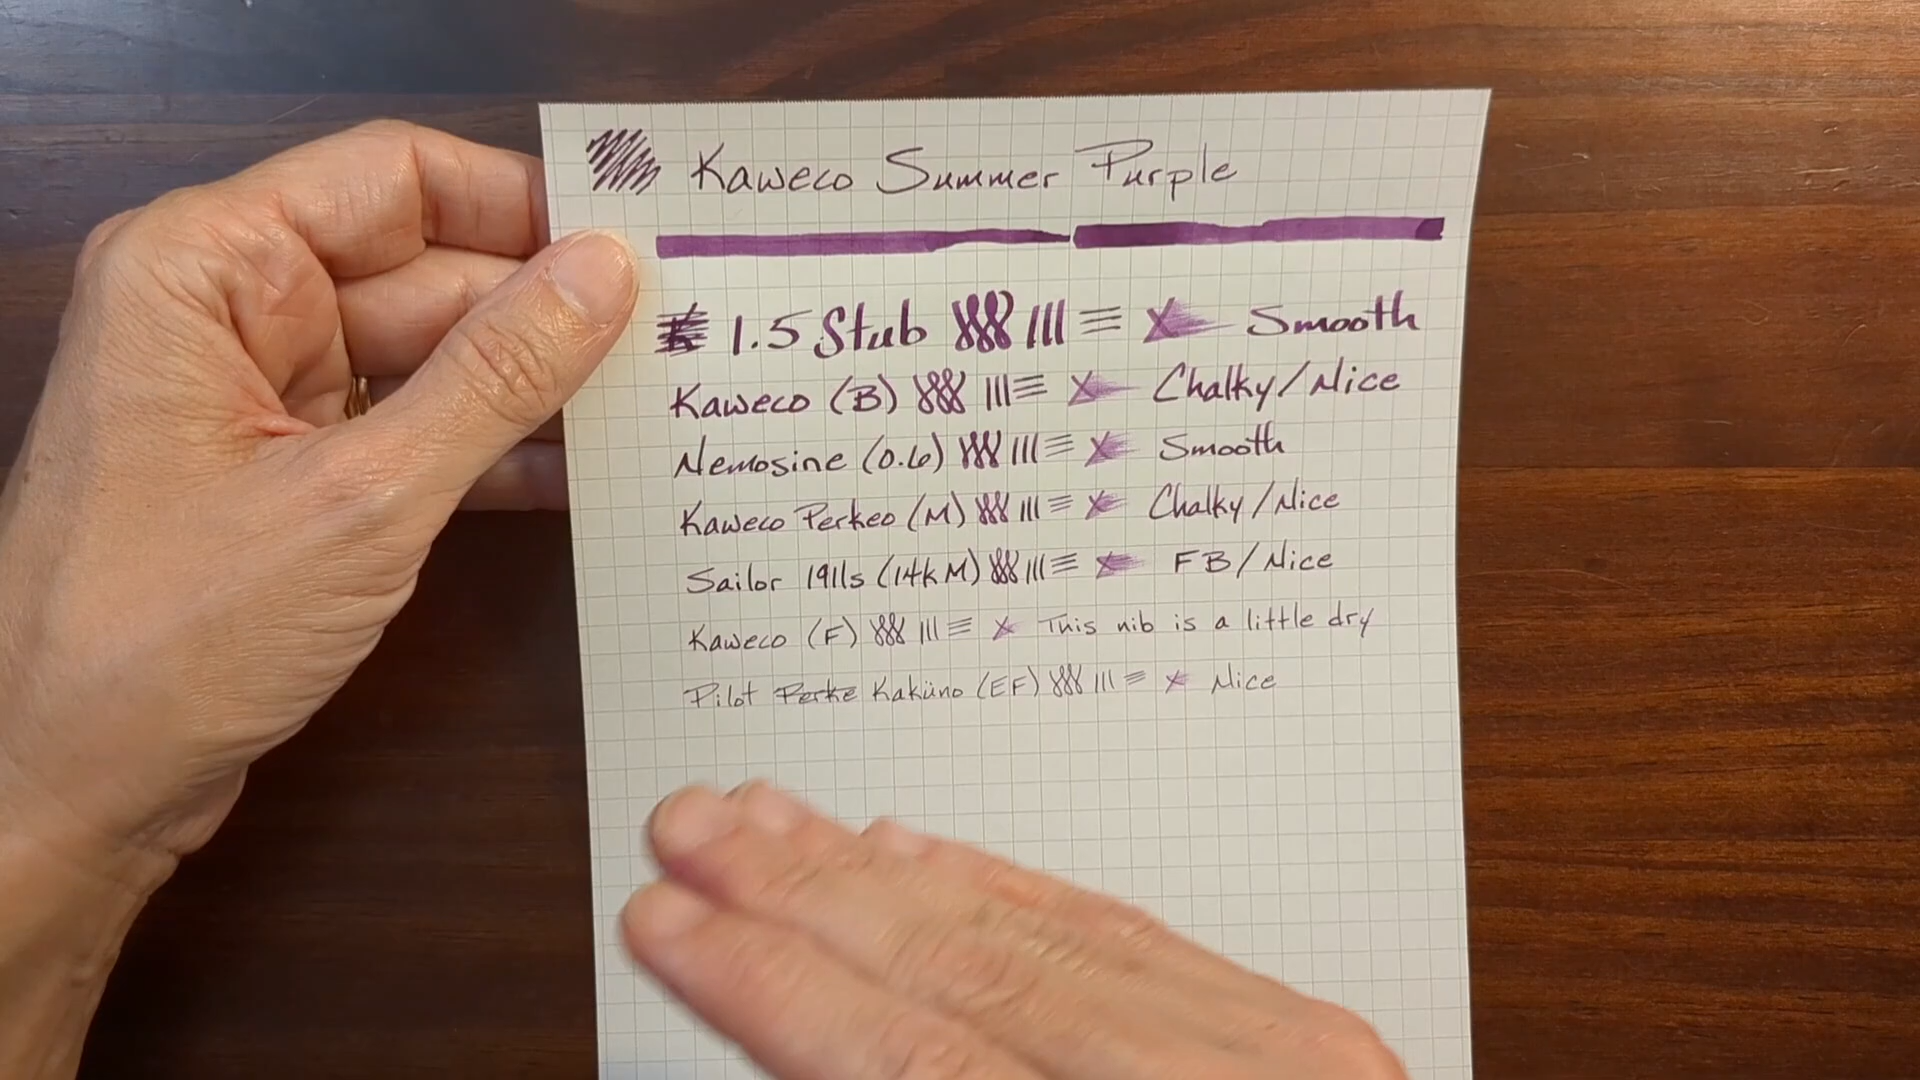 Kaweco Summer Purple
K 1.5 Stub Smooth
Kaweco (B) Chalky/Nice
Nemosine (0.6) Smooth
Kaweco Perkeo (M) Chalky/Nice
Sailor 1911s (14k M) FB/Nice
Kaweco (F) This nib is a little dry
Pilot Perke Kaküno (EF) Nice